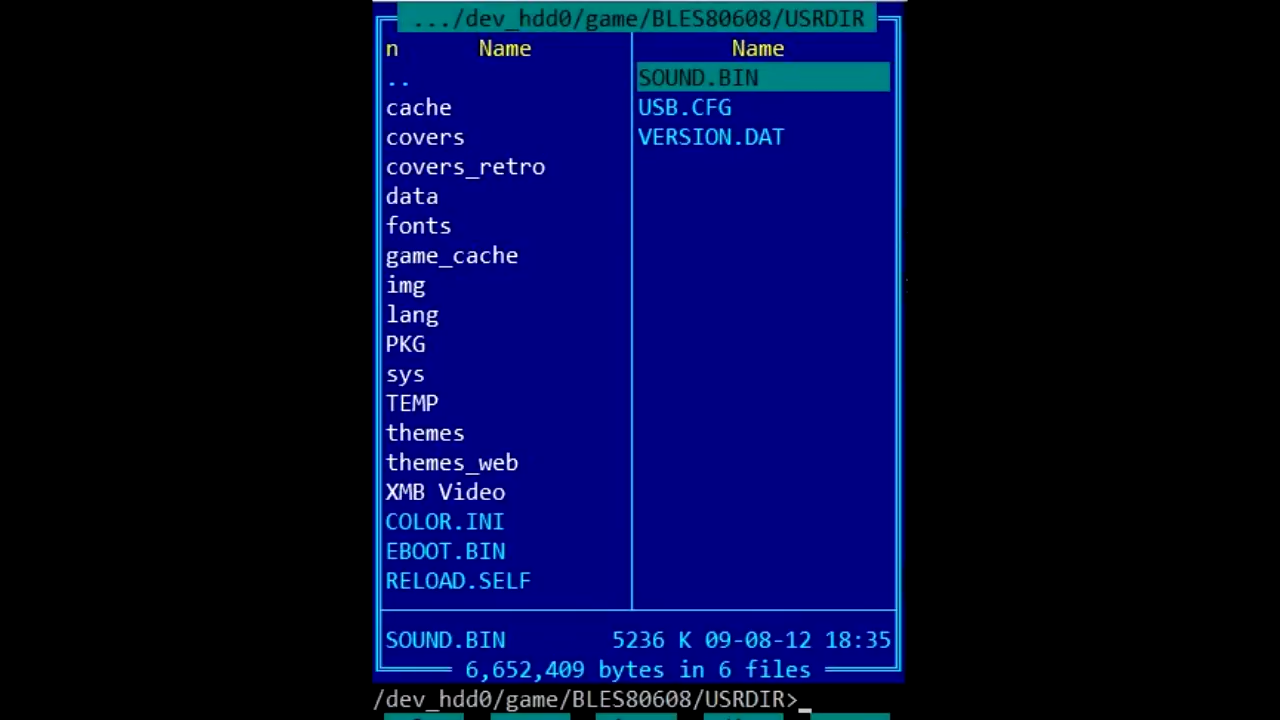 .../dev_hdd0/game/BLES80608/USRDIR
n Name Name
.. SOUND.BIN
cache USB.CFG
covers VERSION.DAT
covers_retro
data
fonts
game_cache
img
lang
PKG
sys
TEMP
themes
themes_web
XMB Video
COLOR.INI
EBOOT.BIN
RELOAD.SELF
SOUND.BIN 5236 K 09-08-12 18:35
6,652,409 bytes in 6 files
/dev_hdd0/game/BLES80608/USRDIR>_